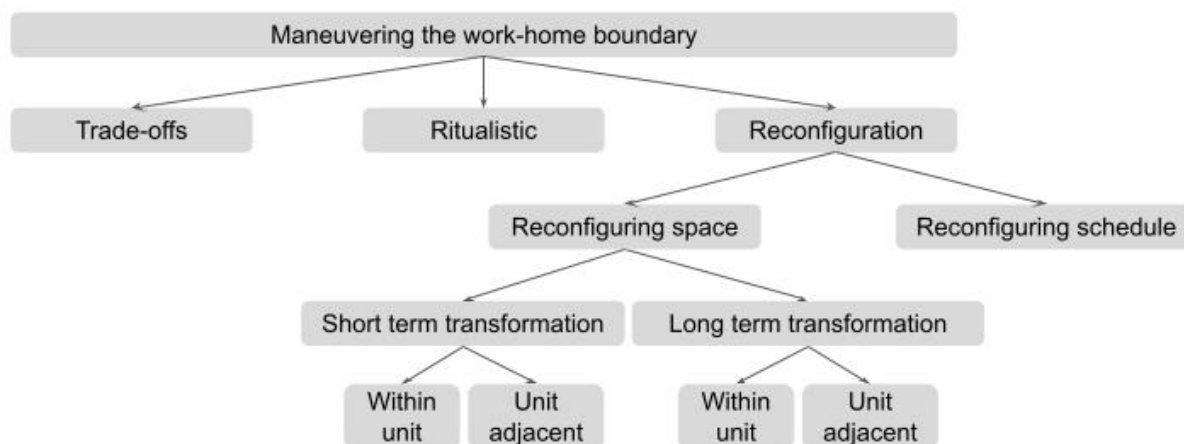 Maneuvering the work-home boundary
Trade-offs
Ritualistic
Reconfiguration
Reconfiguring space
Reconfiguring schedule
Short term transformation
Long term transformation
Within
unit
Unit
adjacent
Within
unit
Unit
adjacent